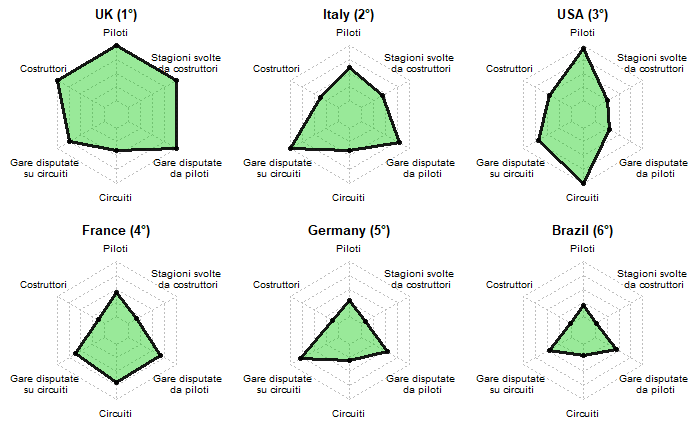 UK (1°)
Piloti
Stagioni svolte
da costruttori
Costruttori
Gare disputate
su circuiti
Gare disputate
da piloti
Circuiti
Italy (2°)
Piloti
Stagioni svolte
da costruttori
Costruttori
Gare disputate
su circuiti
Gare disputate
da piloti
Circuiti
USA (3°)
Piloti
Stagioni svolte
da costruttori
Costruttori
Gare disputate
su circuiti
Gare disputate
da piloti
Circuiti
France (4°)
Piloti
Stagioni svolte
da costruttori
Costruttori
Gare disputate
su circuiti
Gare disputate
da piloti
Circuiti
Germany (5°)
Piloti
Stagioni svolte
da costruttori
Costruttori
Gare disputate
su circuiti
Gare disputate
da piloti
Circuiti
Brazil (6°)
Piloti
Stagioni svolte
da costruttori
Costruttori
Gare disputate
su circuiti
Gare disputate
da piloti
Circuiti